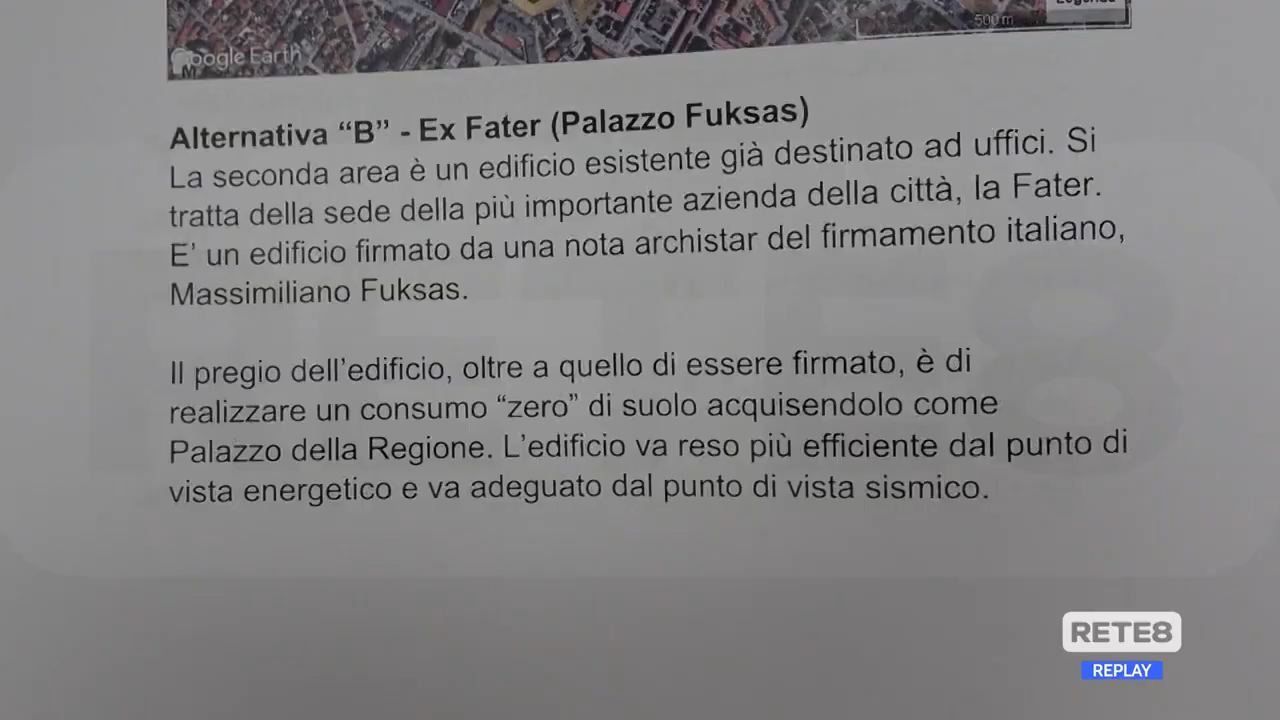 500 m
Google Earth
Alternativa “B” - Ex Fater (Palazzo Fuksas)
La seconda area è un edificio esistente già destinato ad uffici. Si
tratta della sede della più importante azienda della città, la Fater.
E’ un edificio firmato da una nota archistar del firmamento italiano,
Massimiliano Fuksas.
Il pregio dell’edificio, oltre a quello di essere firmato, è di
realizzare un consumo “zero” di suolo acquisendolo come
Palazzo della Regione. L’edificio va reso più efficiente dal punto di
vista energetico e va adeguato dal punto di vista sismico.
RETE8
REPLAY